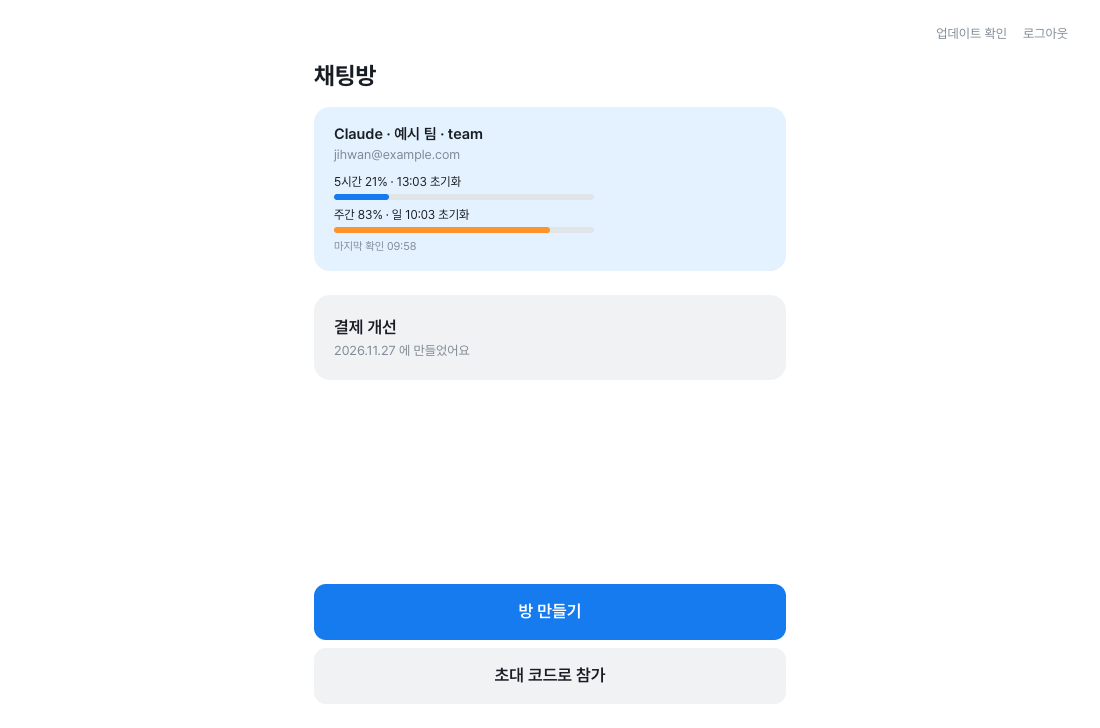 업데이트 확인 로그아웃
채팅방
Claude · 예시 팀 · team
jihwan@example.com
5시간 21% · 13:03 초기화
주간 83% · 일 10:03 초기화
마지막 확인 09:58
결제 개선
2026.11.27 에 만들었어요
방 만들기
초대 코드로 참가